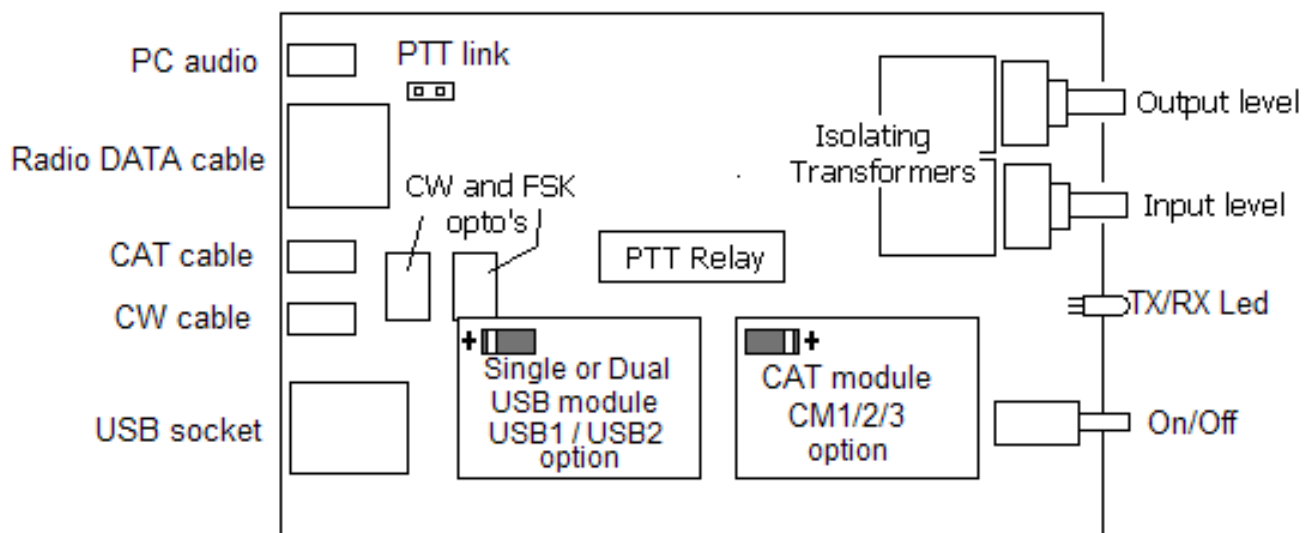 PC audio
PTT link
Radio DATA cable
CW and FSK
opto's
CAT cable
CW cable
USB socket
PTT Relay
+
Single or Dual
USB module
USB1 / USB2
option
+
CAT module
CM1/2/3
option
Isolating
Transformers
Output level
Input level
TX/RX Led
On/Off